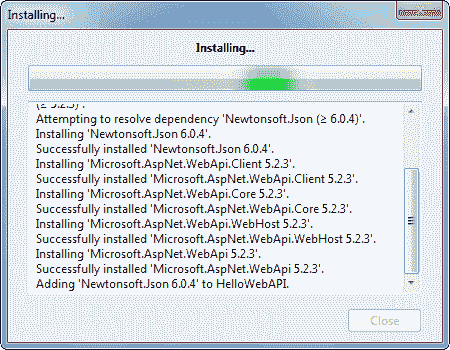 Installing...
Installing...
(≥ 5.2.3)'.
Attempting to resolve dependency 'Newtonsoft.Json (≥ 6.0.4)'.
Installing 'Newtonsoft.Json 6.0.4'.
Successfully installed 'Newtonsoft.Json 6.0.4'.
Installing 'Microsoft.AspNet.WebApi.Client 5.2.3'.
Successfully installed 'Microsoft.AspNet.WebApi.Client 5.2.3'.
Installing 'Microsoft.AspNet.WebApi.Core 5.2.3'.
Successfully installed 'Microsoft.AspNet.WebApi.Core 5.2.3'.
Installing 'Microsoft.AspNet.WebApi.WebHost 5.2.3'.
Successfully installed 'Microsoft.AspNet.WebApi.WebHost 5.2.3'.
Installing 'Microsoft.AspNet.WebApi 5.2.3'.
Successfully installed 'Microsoft.AspNet.WebApi 5.2.3'.
Adding 'Newtonsoft.Json 6.0.4' to HelloWebAPI.
Close